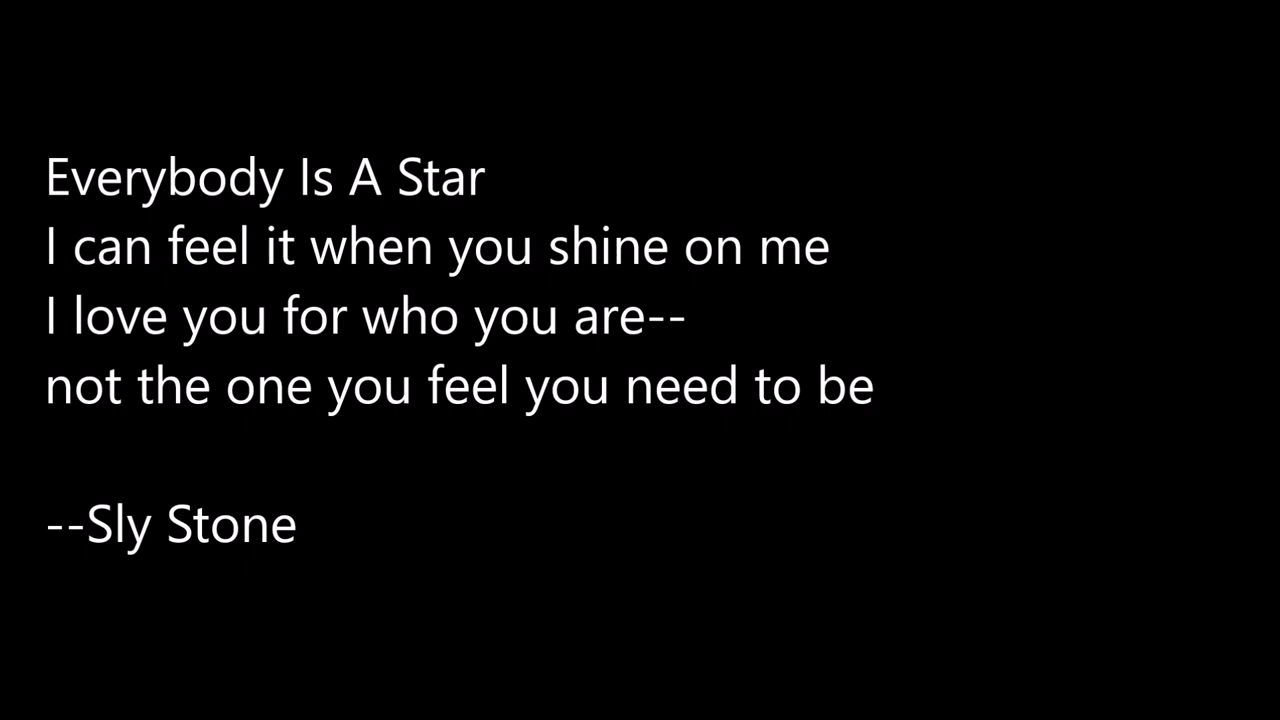 Everybody Is A Star
I can feel it when you shine on me
I love you for who you are--
not the one you feel you need to be
--Sly Stone